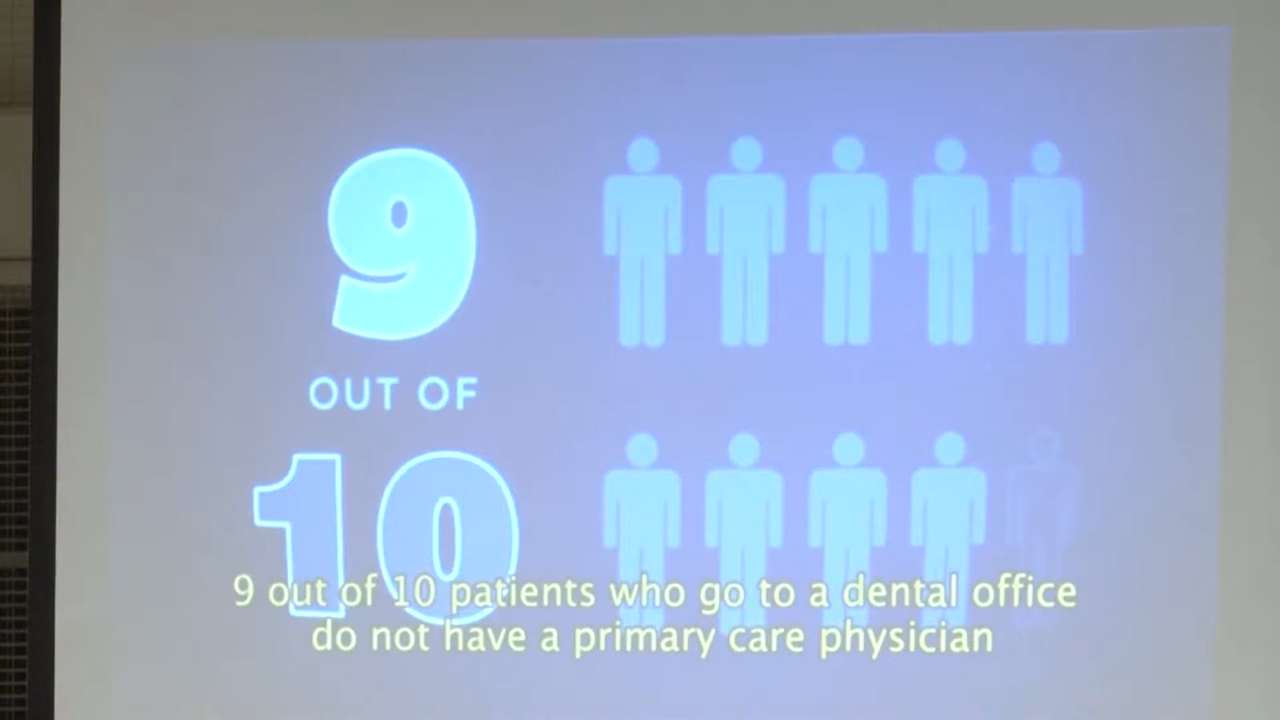 9
OUT OF
10
9 out of 10 patients who go to a dental office
do not have a primary care physician